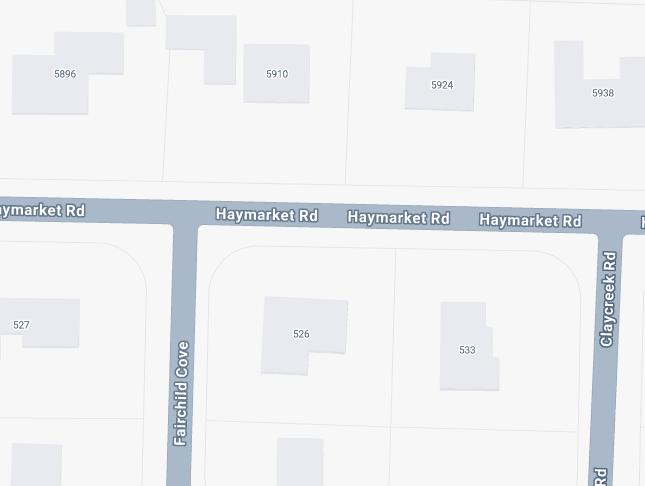 5896
5910
5924
5938
aymarket Rd
Haymarket Rd
Haymarket Rd
Haymarket Rd
H
Claycreek Rd
527
526
533
Fairchild Cove
Rd